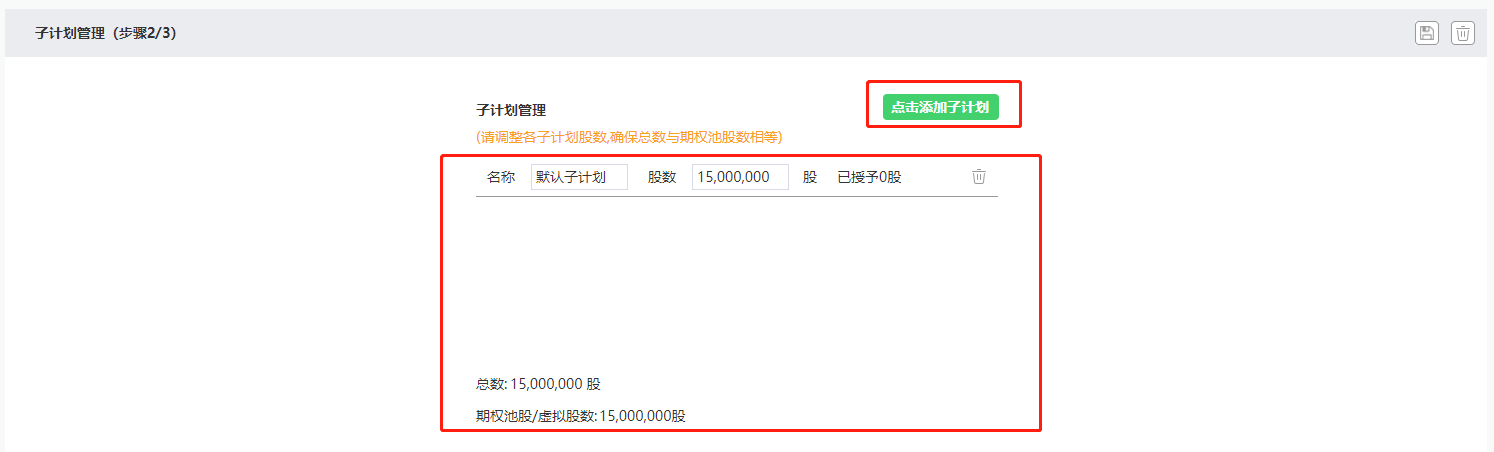 子计划管理（步骤2/3）
子计划管理
点击添加子计划
(请调整各子计划股数,确保总数与期权池股数相等)
名称 默认子计划 股数 15,000,000 股 已授予0股
总数: 15,000,000 股
期权池股/虚拟股数: 15,000,000股